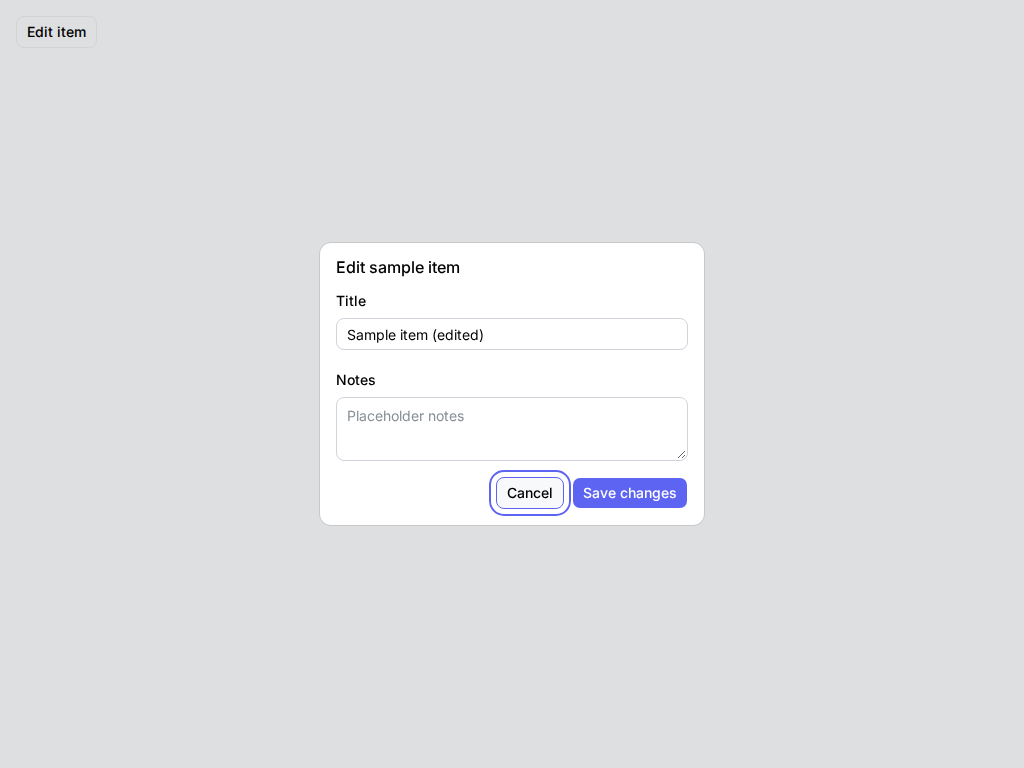 Edit item
Edit sample item
Title
Sample item (edited)
Notes
Placeholder notes
Cancel
Save changes